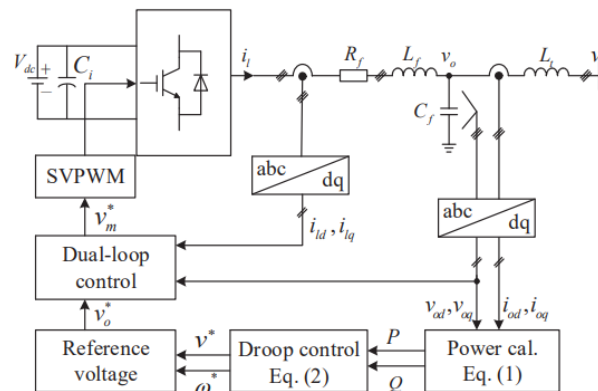 V_dc
+
−
C_i
i_l
R_f
L_f
v_o
L_t
v
C_f
abc
dq
abc
dq
SVPWM
v_m^*
i_ld, i_lq
Dual-loop
control
v_o^*
v_od, v_oq
i_od, i_oq
Reference
voltage
v^*
ω^*
Droop control
Eq. (2)
P
Q
Power cal.
Eq. (1)